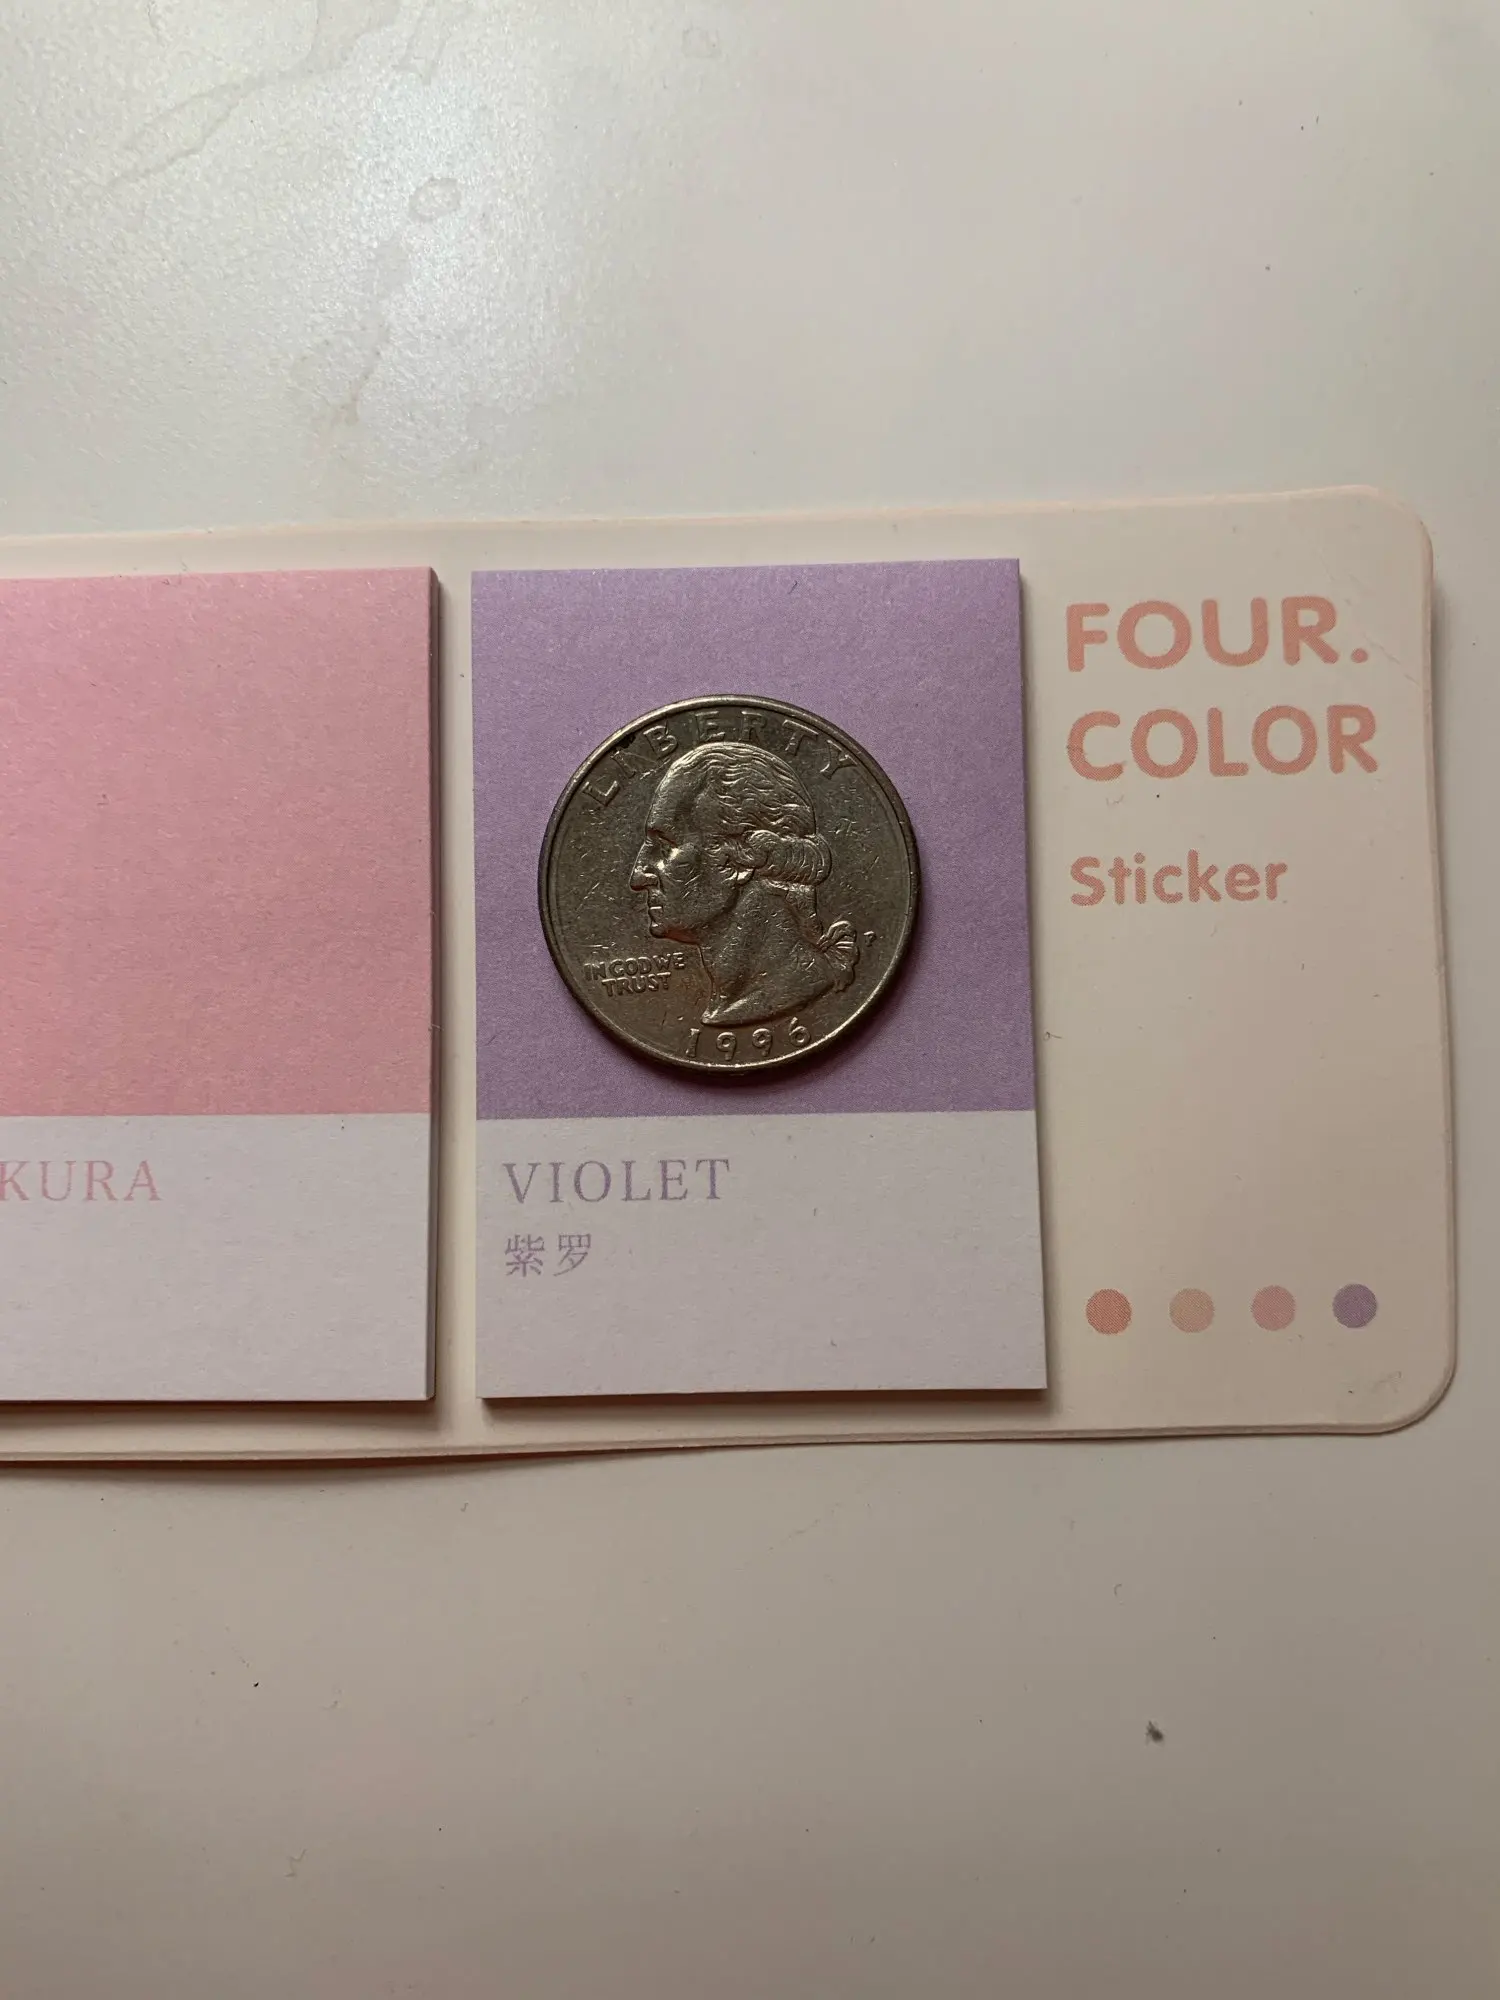 KURA
LIBERTY
IN GOD WE
TRUST
P
1996
VIOLET
紫罗
FOUR.
COLOR
Sticker